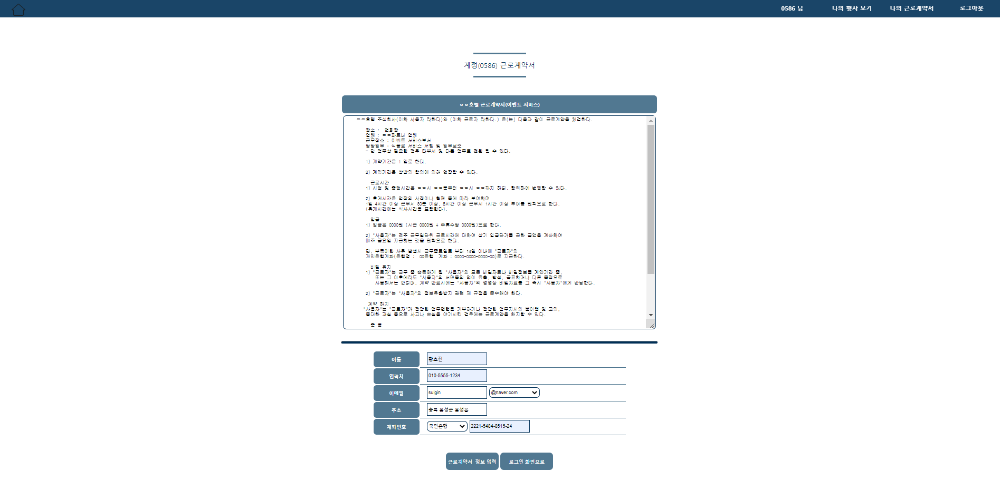 0586 님 나의 행사 보기 나의 근로계약서 로그아웃
계정(0586) 근로계약서
ㅇㅇ호텔 근로계약서(이벤트 서비스)
ㅇㅇ호텔 주식회사(이하 사용자 라한다)와 (이하 근로자 라한다.) 은(는) 다음과 같이 근로계약을 체결한다.
장소 : 연회장
업체 : ㅇㅇ파트너 업체
근무장소 : 이벤트 서비스부서
담당업무 : 식음료 서비스 서빙 및 업무보조
- 단 업무상 필요한 경우 타부서 및 다른 업무로 전환 될 수 있다.
1) 계약기간은 1 일로 한다.
2) 계약기간은 쌍방의 합의에 의해 연장할 수 있다.
근로시간
1) 시업 및 종업시간은 ㅇㅇ시 ㅇㅇ분부터 ㅇㅇ시 ㅇㅇ까지 하되, 합의하에 변경할 수 있다.
2) 휴게시간은 업장의 사정이나 형편 등에 따라 부여하며
1일 4시간 이상 근무시 30분 이상, 8시간 이상 근무시 1시간 이상 부여를 원칙으로 한다.
(휴게시간에는 식사시간을 포함한다).
임금
1) 임금은 0000원 (시급 0000원 + 주휴수당 0000원)으로 한다.
2) "사용자"는 전주 근무일단위 근로시간에 대하여 상기 임금단가를 곱한 금액을 계산하여
매주 금요일 지급하는 것을 원칙으로 한다.
단, 부득이한 사유 발생시 근무종료일로 부터 14일 이내에 "근로자"의
개인은행계좌(은행명 : 00은행 계좌 : 0000-0000-0000-00)로 지급한다.
비밀 유지
1) "근로자"는 근무 중 습득하게 될 "사용자"의 모든 비밀자료나 비밀정보를 계약기간 중,
또는 그 이후에라도 "사용자"의 서면동의 없이 유출, 발설, 공포하거나 다른 목적으로
사용해서는 안되며, 계약 만료시에는 "사용자"의 경영상 비밀자료를 그 즉시 "사용자"에게 반납한다.
2) "근로자"는 "사용자"의 정보유출방지 관련 제 규정을 준수해야 한다.
계약 해지
"사용자"는 "근로자"가 정당한 업무명령을 거부하거나 정당한 업무지시의 불이행 및 고의,
중대한 과실 등으로 사고나 손실을 야기시킨 경우에는 근로계약을 해지할 수 있다.
준 용
이름 황호진
연락처 010-5555-1234
이메일 sulgin @naver.com
주소 충북 음성군 음성읍
계좌번호 국민은행 2221-5484-8515-24
근로계약서 정보 입력 로그인 화면으로